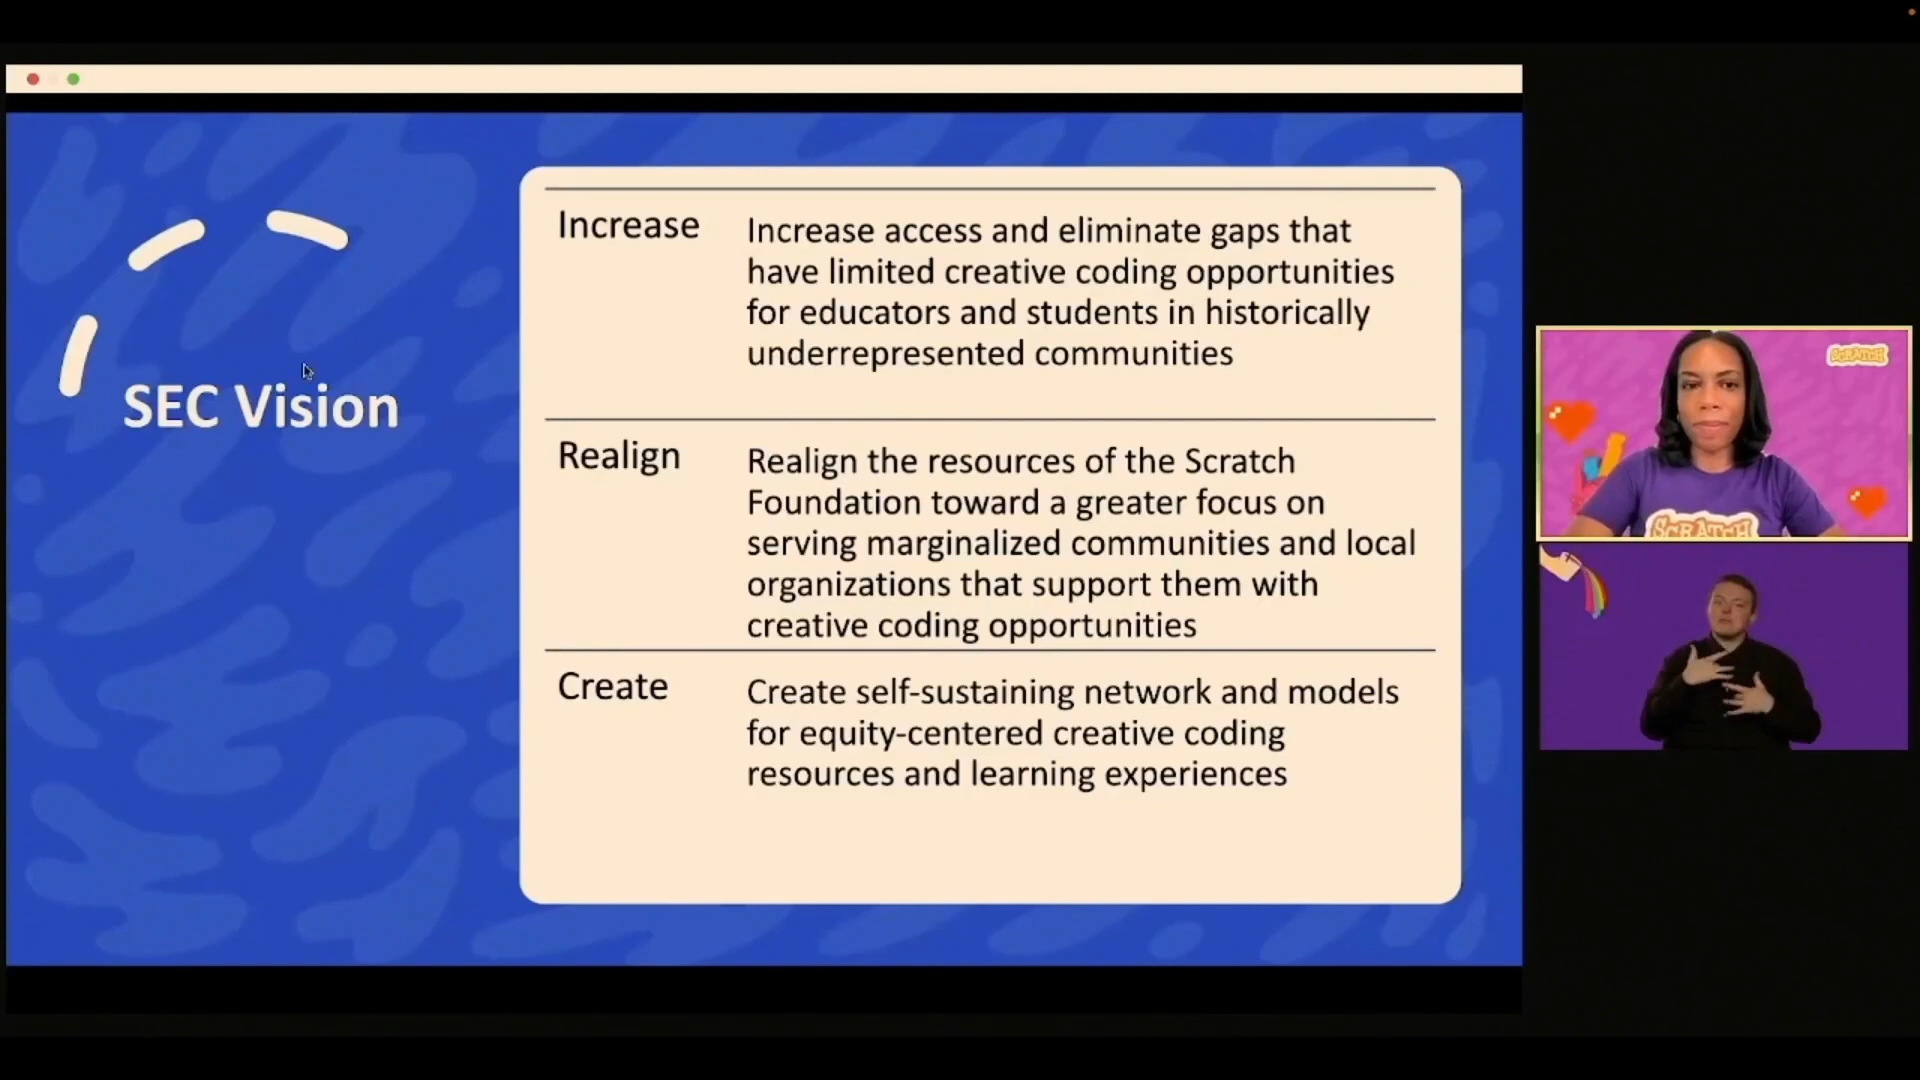 SEC Vision
Increase
Increase access and eliminate gaps that
have limited creative coding opportunities
for educators and students in historically
underrepresented communities
Realign
Realign the resources of the Scratch
Foundation toward a greater focus on
serving marginalized communities and local
organizations that support them with
creative coding opportunities
Create
Create self-sustaining network and models
for equity-centered creative coding
resources and learning experiences
SCRATCH
SCRATCH